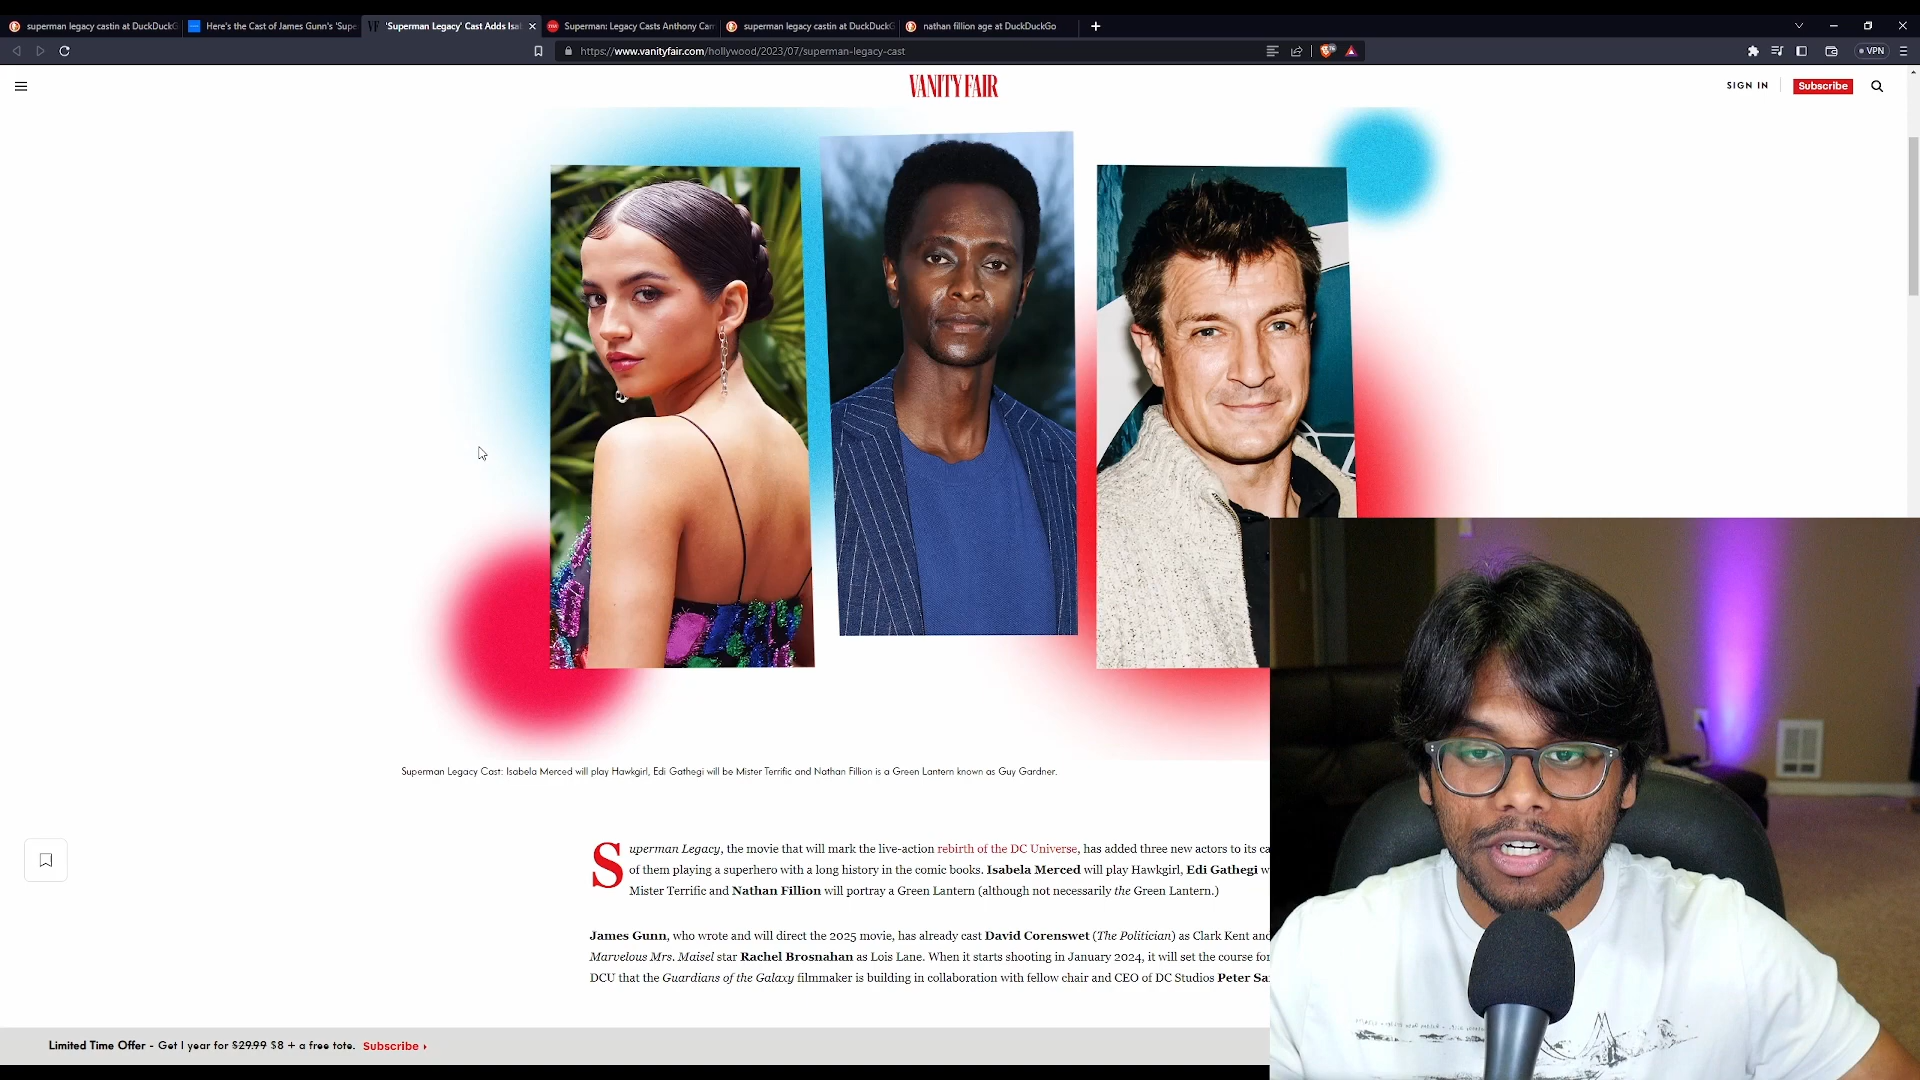 superman legacy castin at DuckDuckG
Here's the Cast of James Gunn's 'Supe
'Superman Legacy' Cast Adds Isa
Superman: Legacy Casts Anthony Carr
superman legacy castin at DuckDuckG
nathan fillion age at DuckDuckGo
https://www.vanityfair.com/hollywood/2023/07/superman-legacy-cast
VPN
VANITY FAIR
SIGN IN
Subscribe
Superman Legacy Cast: Isabela Merced will play Hawkgirl, Edi Gathegi will be Mister Terrific and Nathan Fillion is a Green Lantern known as Guy Gardner.
Superman Legacy, the movie that will mark the live-action rebirth of the DC Universe, has added three new actors to its ca
of them playing a superhero with a long history in the comic books. Isabela Merced will play Hawkgirl, Edi Gathegi w
Mister Terrific and Nathan Fillion will portray a Green Lantern (although not necessarily the Green Lantern.)
James Gunn, who wrote and will direct the 2025 movie, has already cast David Corenswet (The Politician) as Clark Kent and
Marvelous Mrs. Maisel star Rachel Brosnahan as Lois Lane. When it starts shooting in January 2024, it will set the course for
DCU that the Guardians of the Galaxy filmmaker is building in collaboration with fellow chair and CEO of DC Studios Peter Sa
Limited Time Offer - Get 1 year for $29.99 $8 + a free tote. Subscribe ›